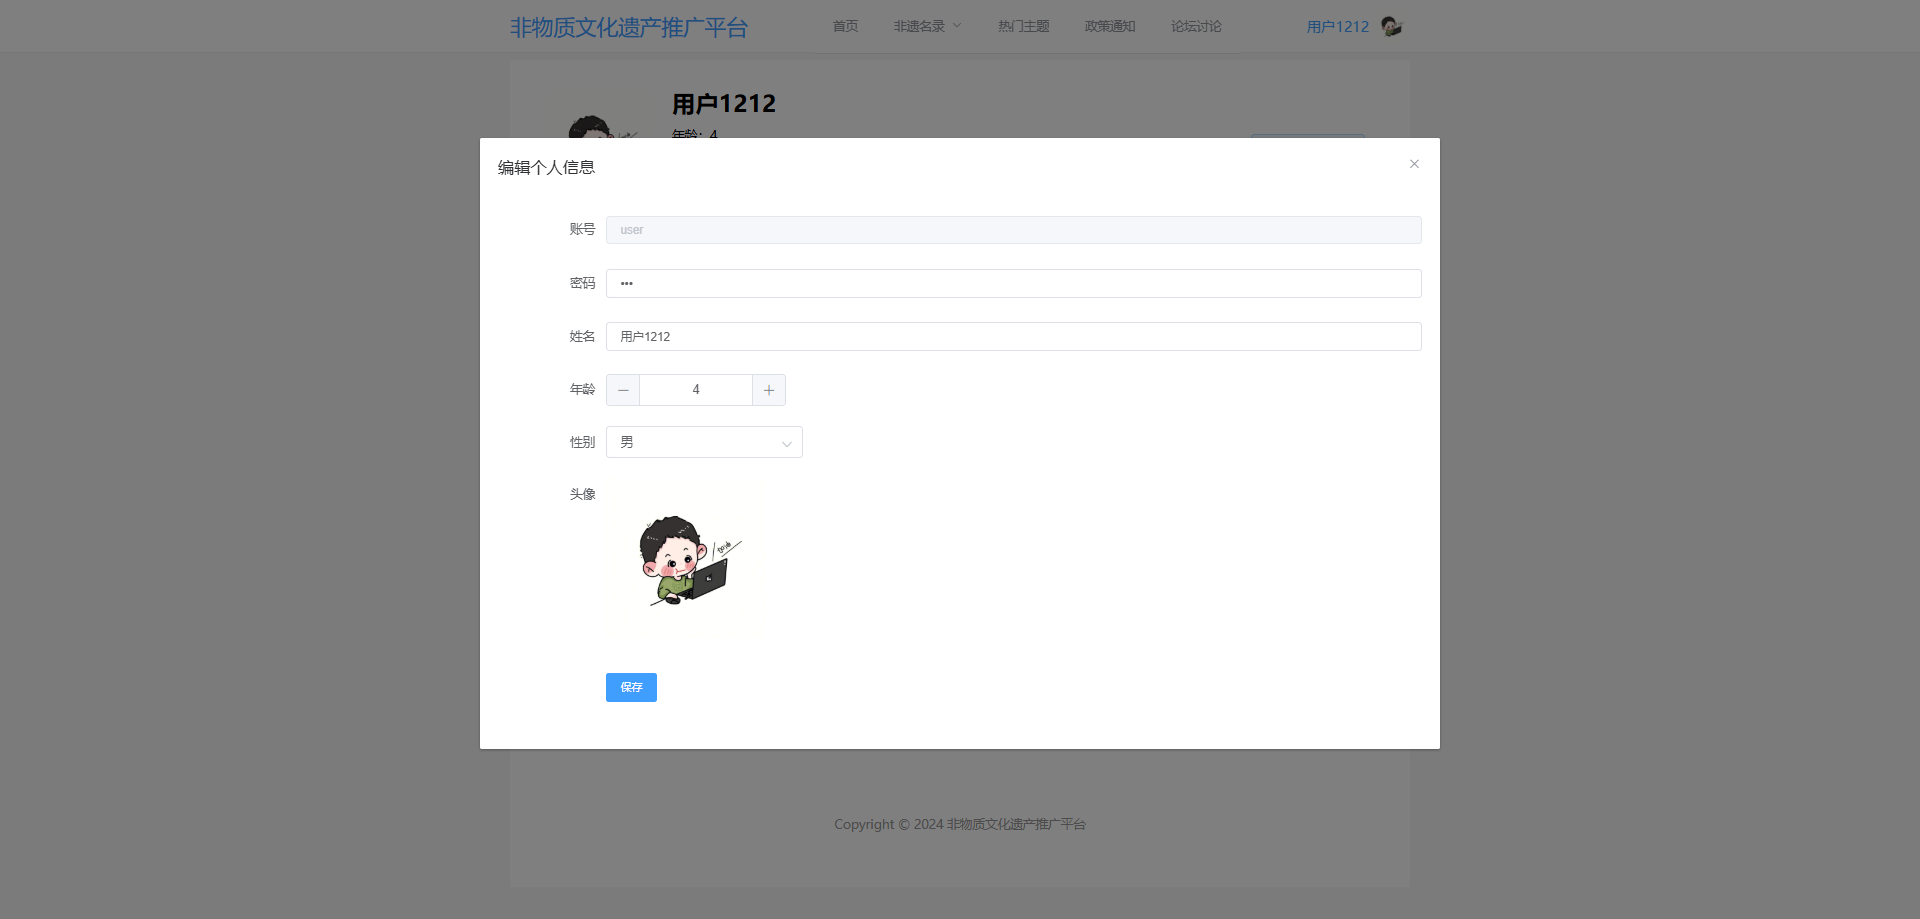 非物质文化遗产推广平台 首页 非遗名录 热门主题 政策通知 论坛讨论 用户1212
用户1212
年龄：4
编辑个人信息
账号 user
密码 •••
姓名 用户1212
年龄 4
性别 男
头像
保存
Copyright © 2024 非物质文化遗产推广平台